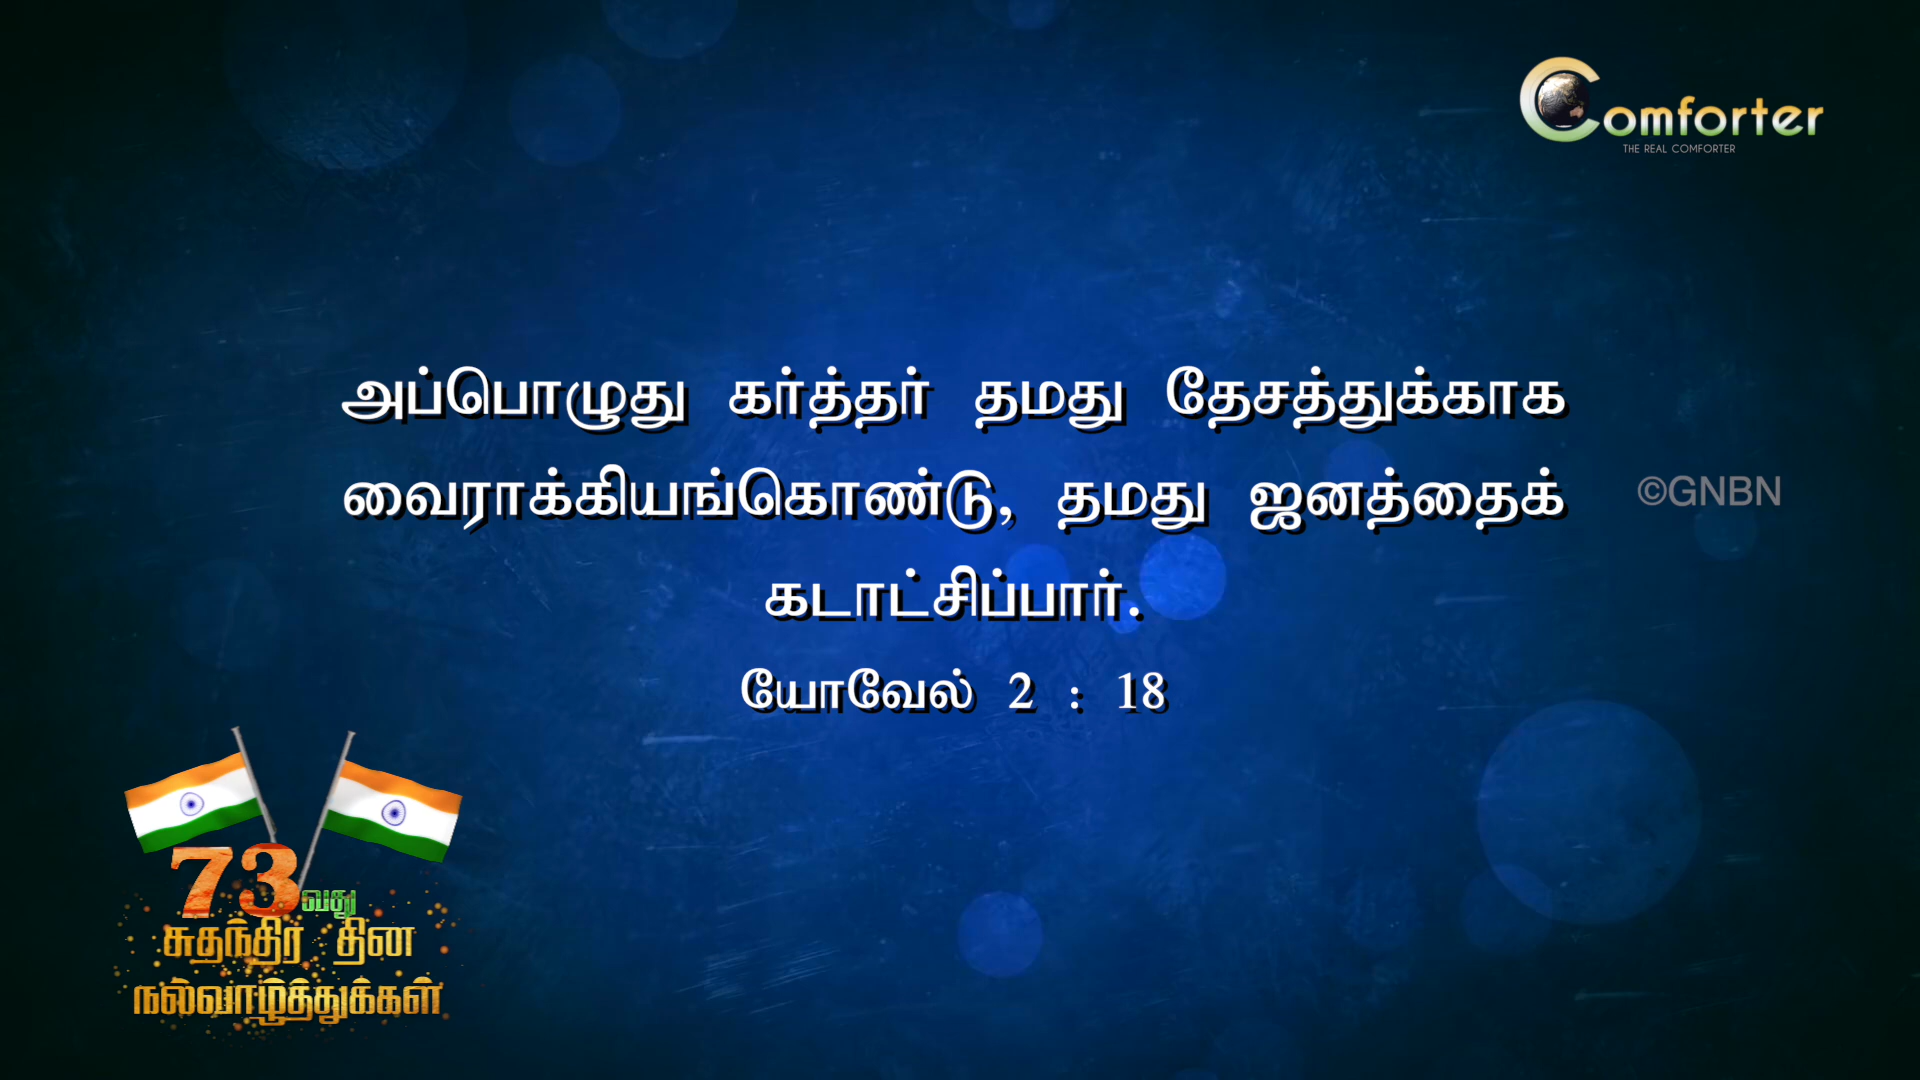 Comforter
THE REAL COMFORTER
அப்பொழுது கர்த்தர் தமது தேசத்துக்காக
வைராக்கியங்கொண்டு, தமது ஜனத்தைக்
கடாட்சிப்பார்.
யோவேல் 2 : 18
©GNBN
73வது
சுதந்திர தின
நல்வாழ்த்துக்கள்